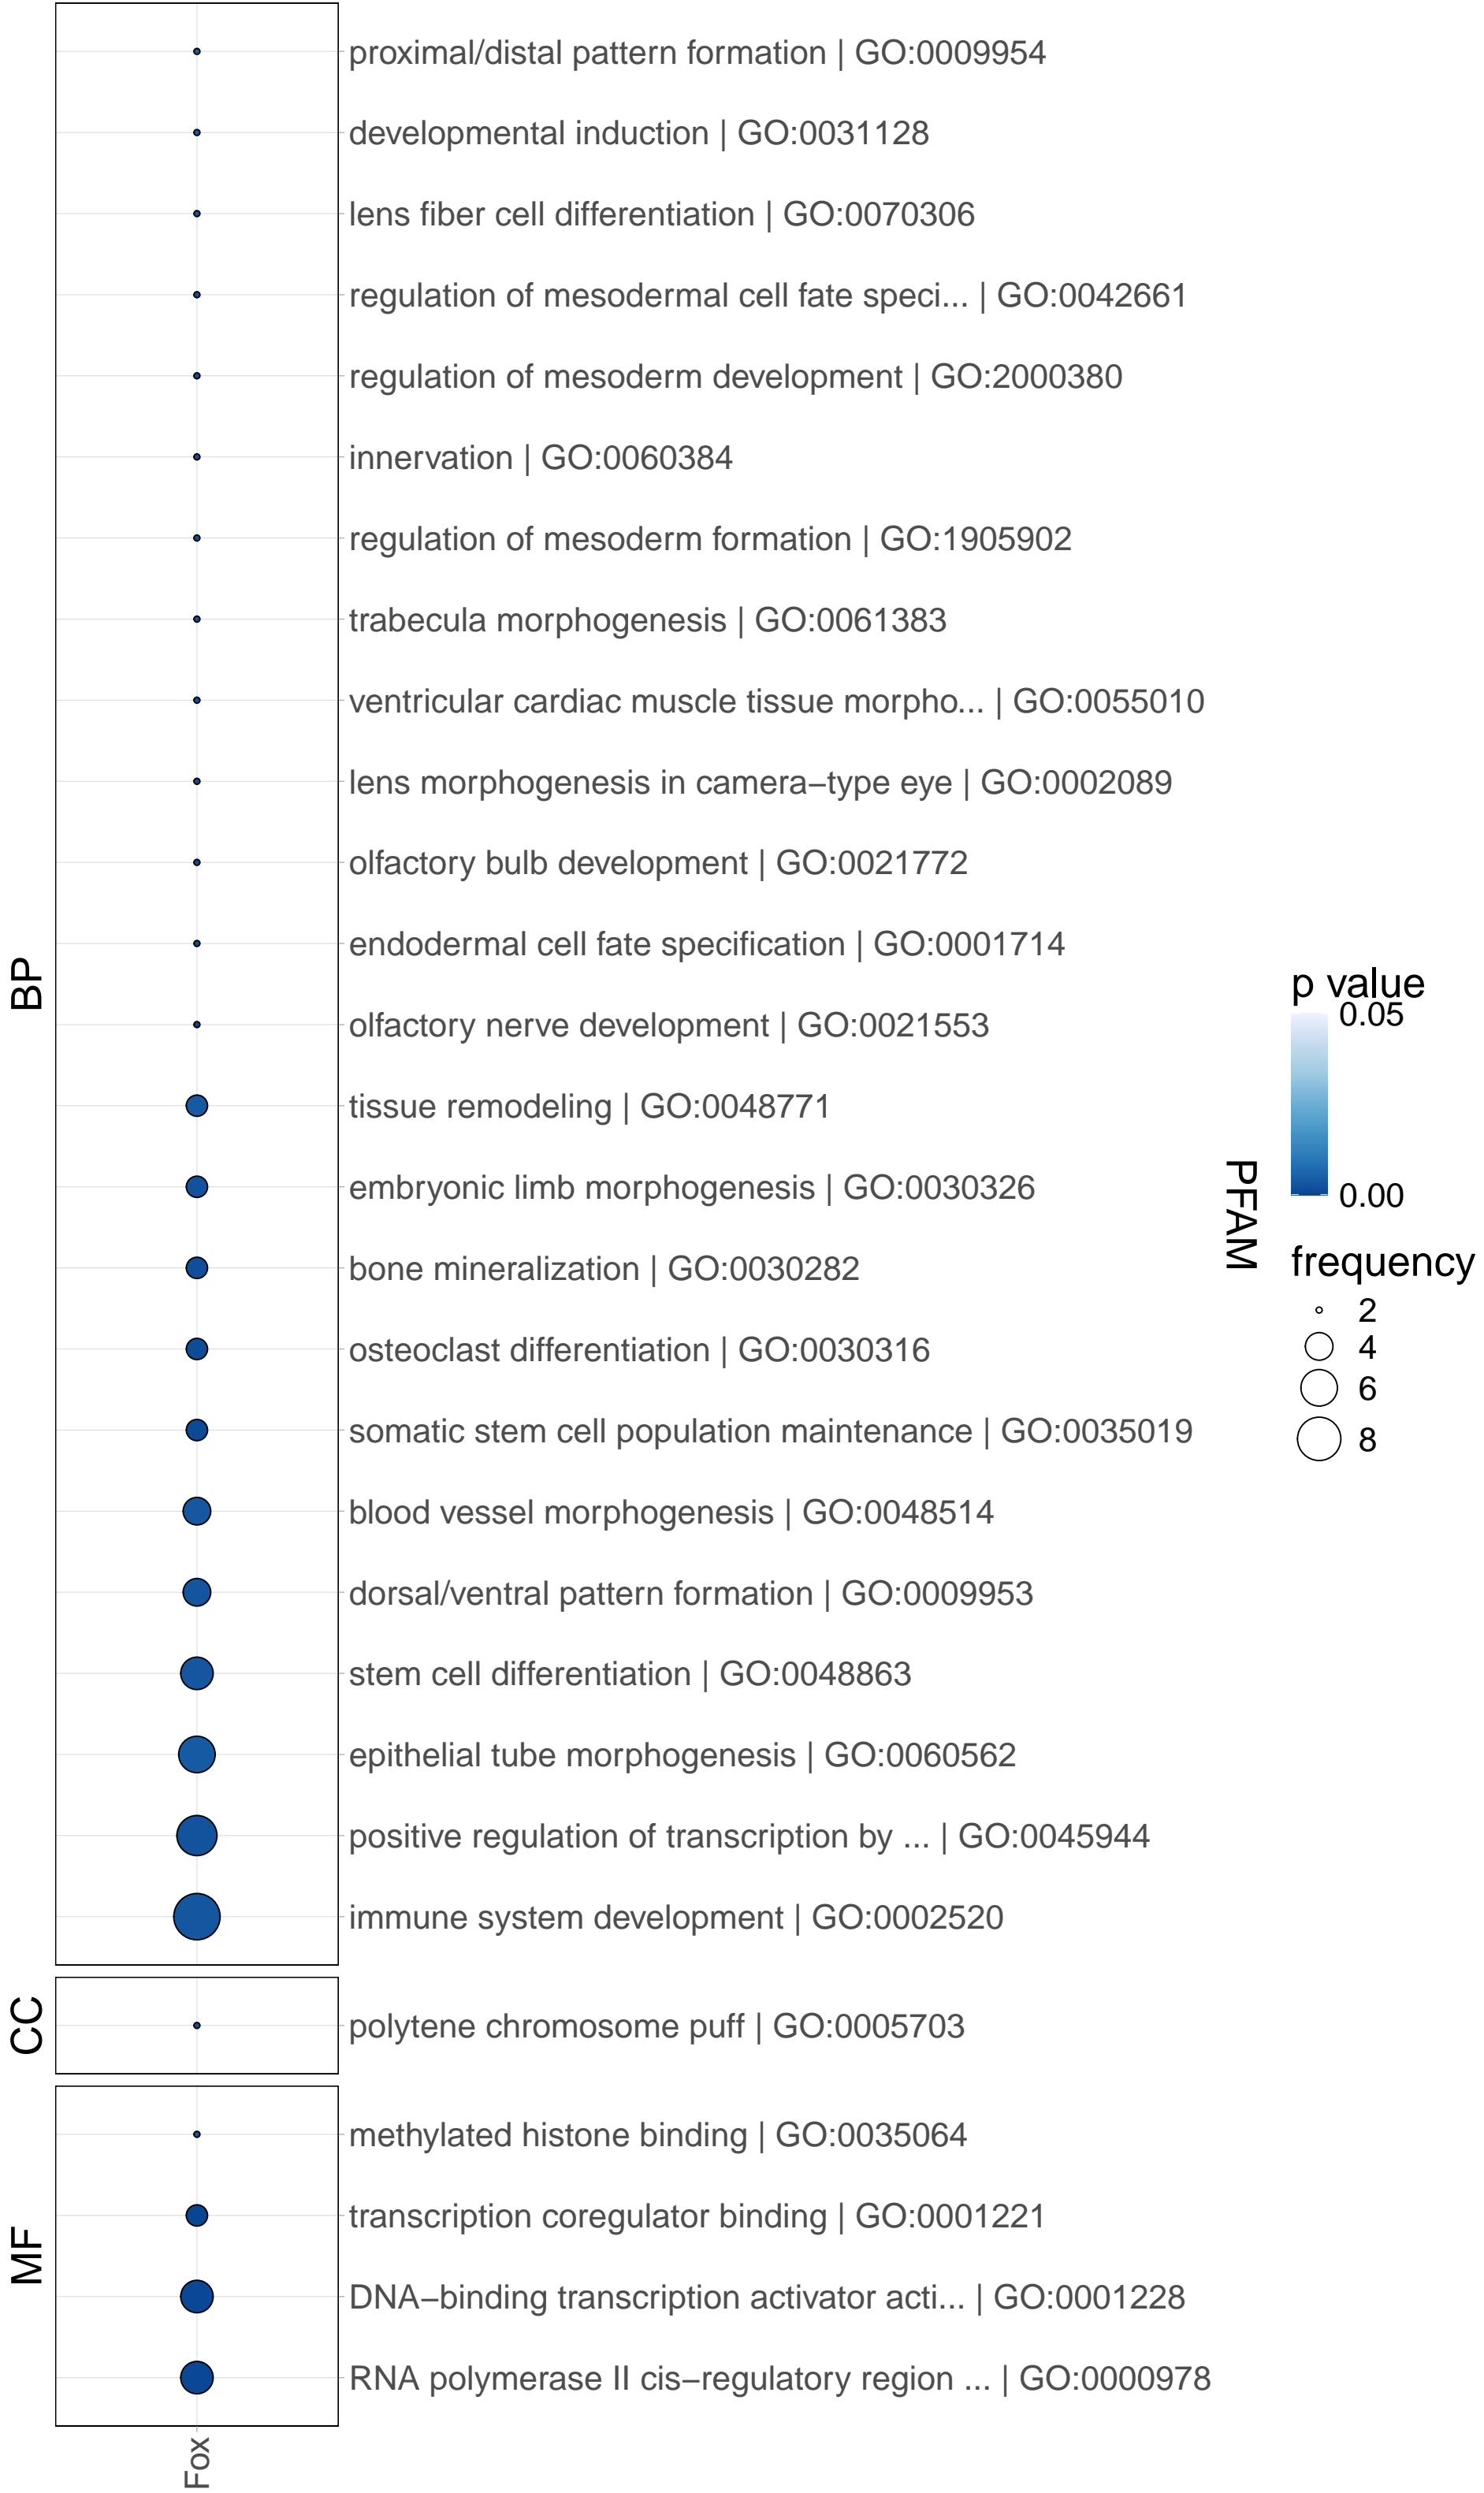 proximal/distal pattern formation | GO:0009954
developmental induction | GO:0031128
lens fiber cell differentiation | GO:0070306
regulation of mesodermal cell fate speci... | GO:0042661
regulation of mesoderm development | GO:2000380
innervation | GO:0060384
regulation of mesoderm formation | GO:1905902
trabecula morphogenesis | GO:0061383
ventricular cardiac muscle tissue morpho... | GO:0055010
lens morphogenesis in camera−type eye | GO:0002089
olfactory bulb development | GO:0021772
endodermal cell fate specification | GO:0001714
olfactory nerve development | GO:0021553
tissue remodeling | GO:0048771
embryonic limb morphogenesis | GO:0030326
bone mineralization | GO:0030282
osteoclast differentiation | GO:0030316
somatic stem cell population maintenance | GO:0035019
blood vessel morphogenesis | GO:0048514
dorsal/ventral pattern formation | GO:0009953
stem cell differentiation | GO:0048863
epithelial tube morphogenesis | GO:0060562
positive regulation of transcription by ... | GO:0045944
immune system development | GO:0002520
BP
polytene chromosome puff | GO:0005703
CC
methylated histone binding | GO:0035064
transcription coregulator binding | GO:0001221
DNA−binding transcription activator acti... | GO:0001228
RNA polymerase II cis−regulatory region ... | GO:0000978
MF
Fox
PFAM
p value
0.05
0.00
frequency
2
4
6
8